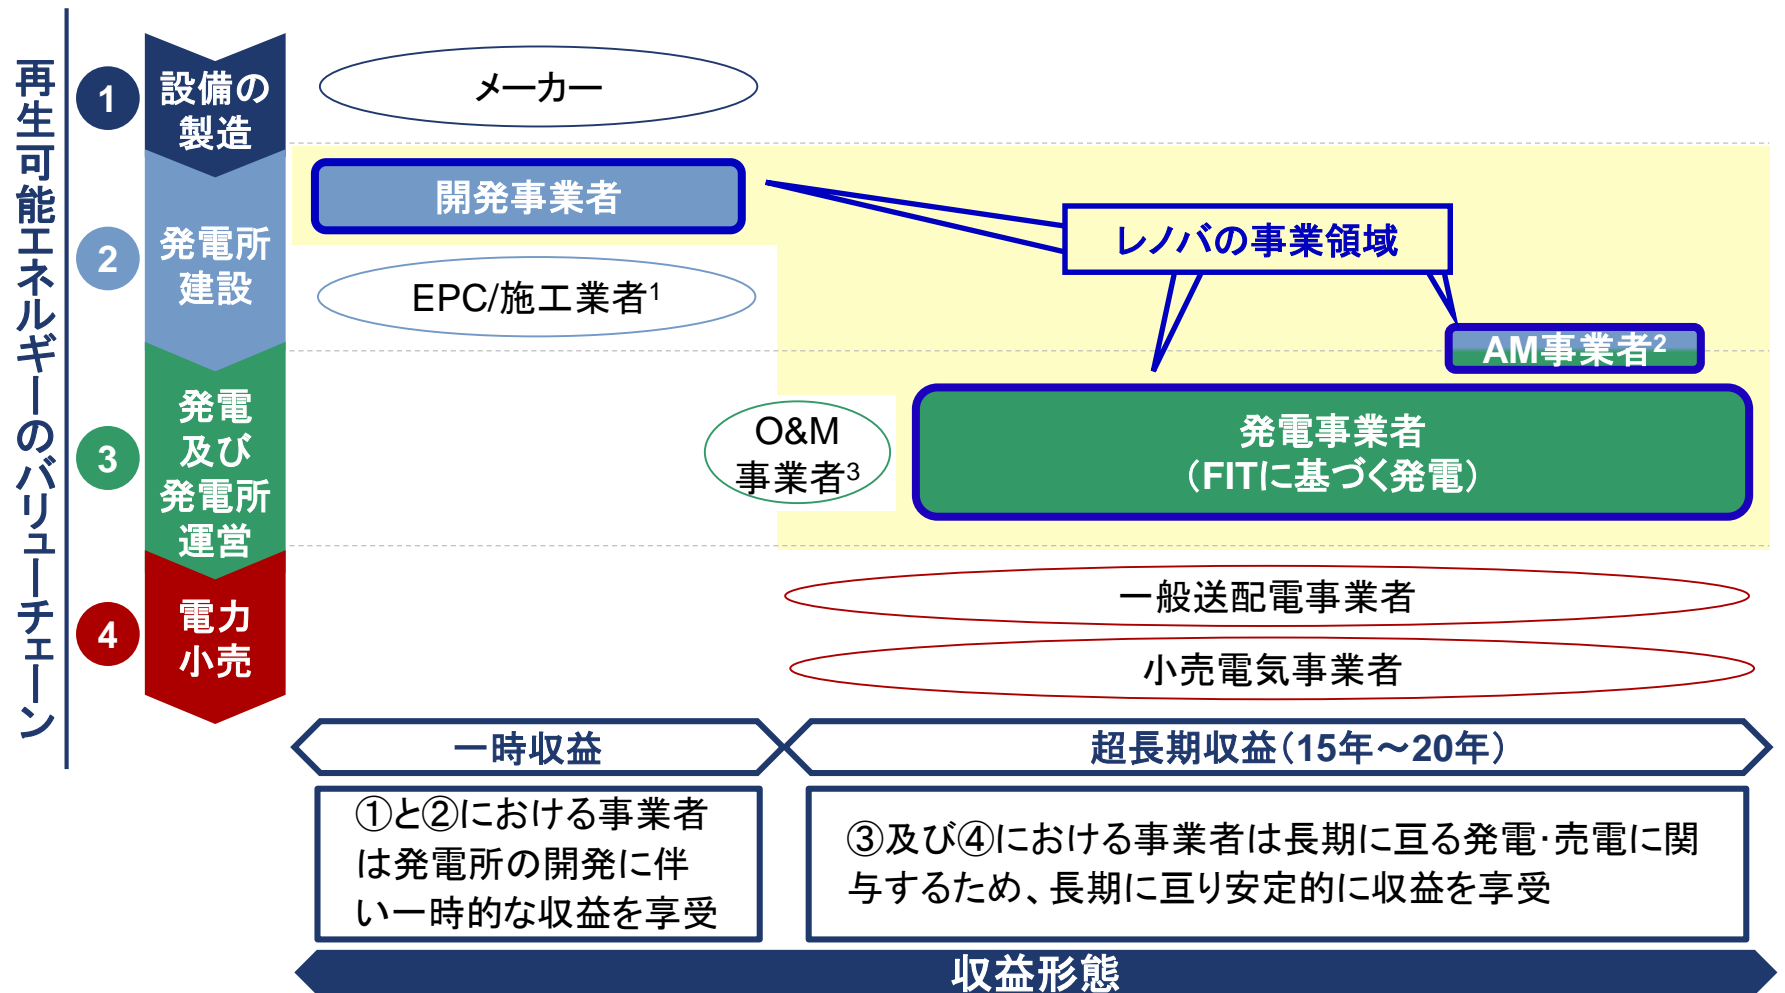 再生可能エネルギーのバリューチェーン
1
設備の
製造
メーカー
2
発電所
建設
開発事業者
レノバの事業領域
EPC/施工業者1
AM事業者2
3
発電
及び
発電所
運営
O&M
事業者3
発電事業者
（FITに基づく発電）
4
電力
小売
一般送配電事業者
小売電気事業者
一時収益
超長期収益（15年～20年）
①と②における事業者
は発電所の開発に伴
い一時的な収益を享受
③及び④における事業者は長期に亘る発電･売電に関
与するため、長期に亘り安定的に収益を享受
収益形態